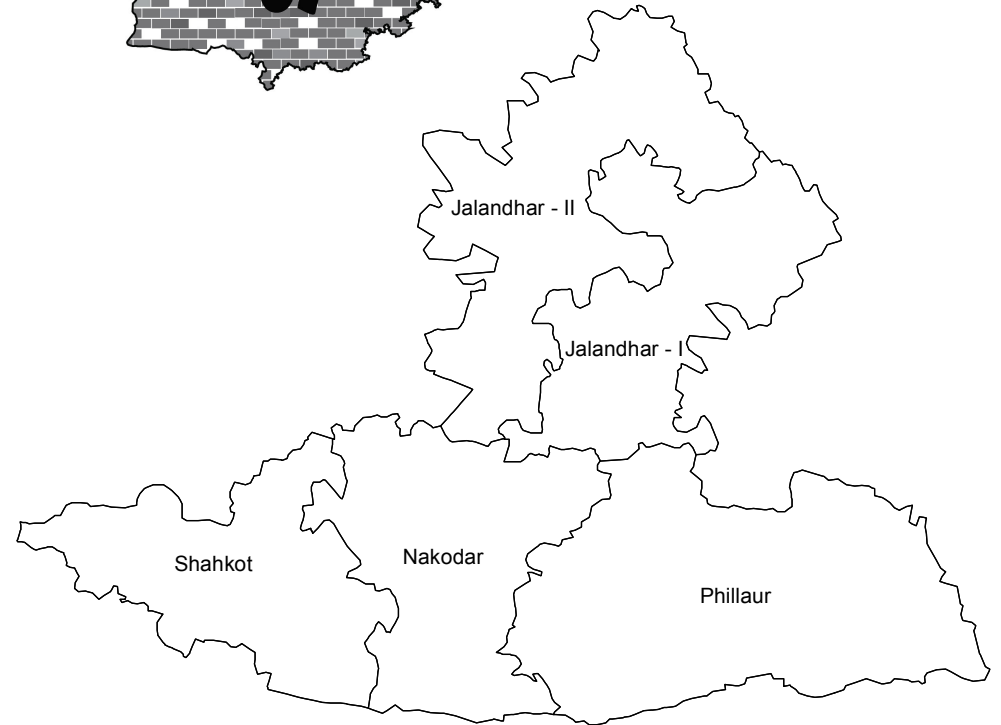 Jalandhar - II
Jalandhar - I
Shahkot
Nakodar
Phillaur